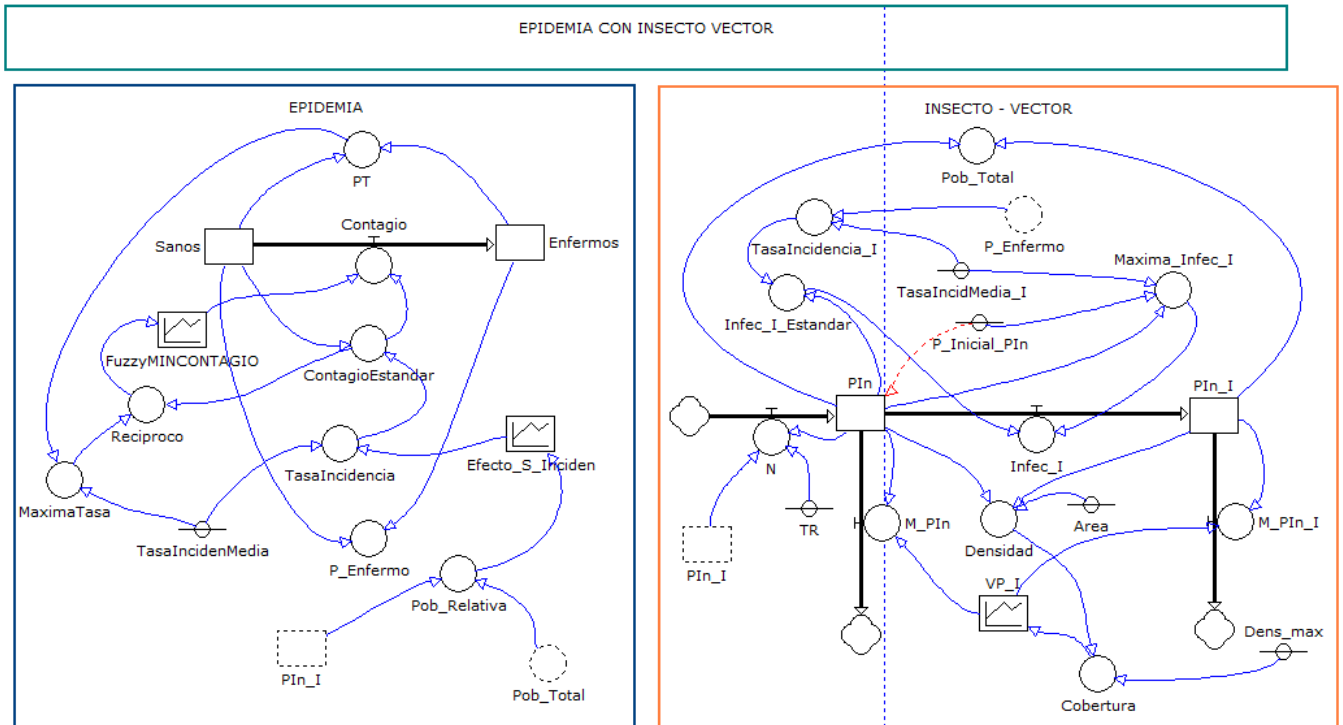 EPIDEMIA CON INSECTO VECTOR
EPIDEMIA
PT
Contagio
Sanos
Enfermos
FuzzyMINCONTAGIO
ContagioEstandar
Reciproco
Efecto_S_Inciden
TasaIncidencia
MaximaTasa
TasaIncidenMedia
P_Enfermo
Pob_Relativa
PIn_I
Pob_Total
INSECTO - VECTOR
Pob_Total
TasaIncidencia_I
P_Enfermo
Maxima_Infec_I
TasaIncidMedia_I
Infec_I_Estandar
P_Inicial_PIn
PIn
PIn_I
N
Infec_I
TR
M_PIn
Densidad
Area
M_PIn_I
PIn_I
VP_I
Dens_max
Cobertura